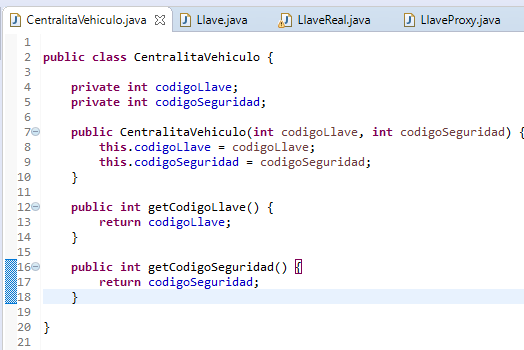 CentralitaVehiculo.java Llave.java LlaveReal.java LlaveProxy.java
1
2 public class CentralitaVehiculo {
3
4 private int codigoLlave;
5 private int codigoSeguridad;
6
7 public CentralitaVehiculo(int codigoLlave, int codigoSeguridad) {
8 this.codigoLlave = codigoLlave;
9 this.codigoSeguridad = codigoSeguridad;
10 }
11
12 public int getCodigoLlave() {
13 return codigoLlave;
14 }
15
16 public int getCodigoSeguridad() {
17 return codigoSeguridad;
18 }
19
20 }
21